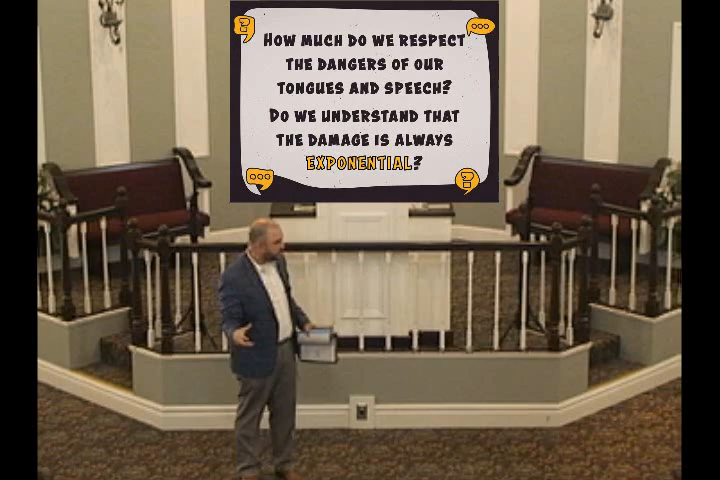 How much do we respect
the dangers of our
tongues and speech?
Do we understand that
the damage is always
exponential?